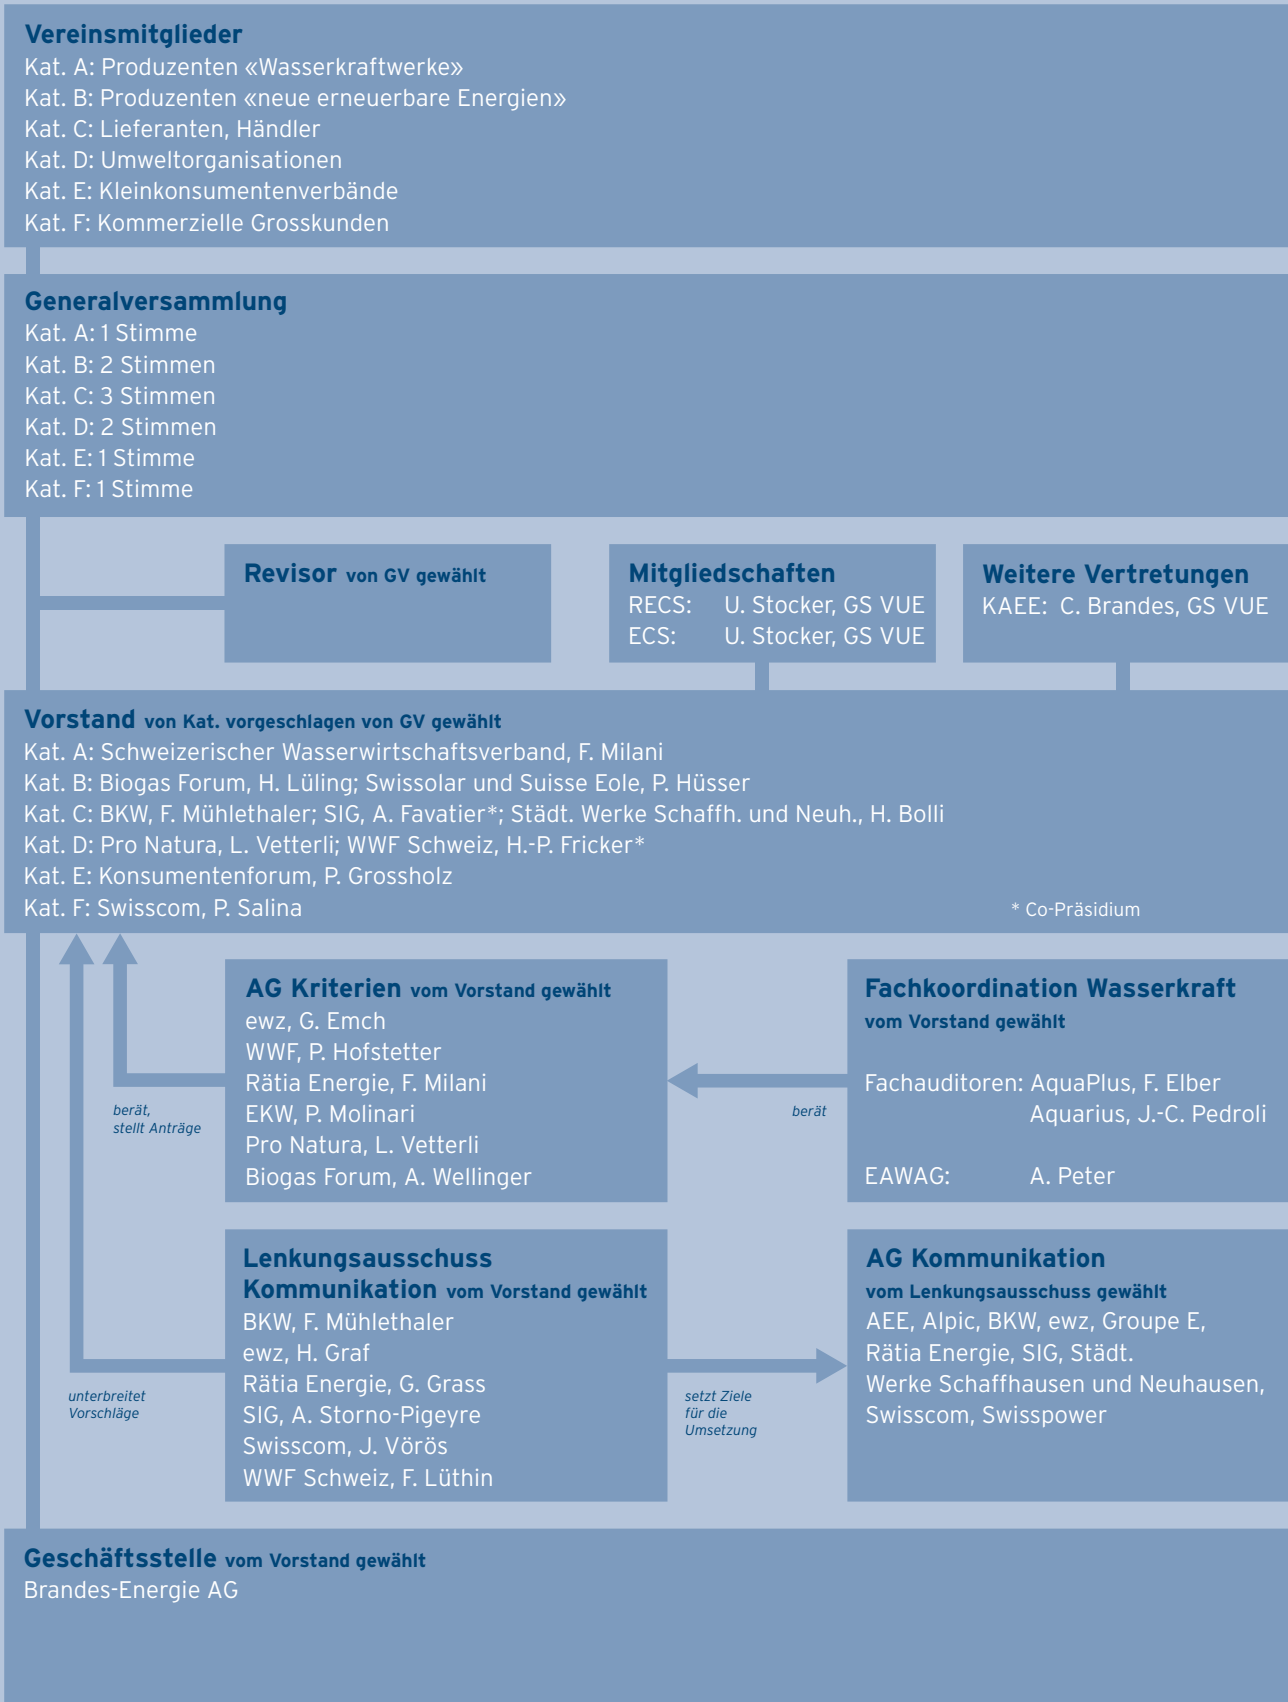 Vereinsmitglieder
Kat. A: Produzenten «Wasserkraftwerke»
Kat. B: Produzenten «neue erneuerbare Energien»
Kat. C: Lieferanten, Händler
Kat. D: Umweltorganisationen
Kat. E: Kleinkonsumentenverbände
Kat. F: Kommerzielle Grosskunden
Generalversammlung
Kat. A: 1 Stimme
Kat. B: 2 Stimmen
Kat. C: 3 Stimmen
Kat. D: 2 Stimmen
Kat. E: 1 Stimme
Kat. F: 1 Stimme
Revisor von GV gewählt
Mitgliedschaften
RECS: U. Stocker, GS VUE
ECS: U. Stocker, GS VUE
Weitere Vertretungen
KAEE: C. Brandes, GS VUE
Vorstand von Kat. vorgeschlagen von GV gewählt
Kat. A: Schweizerischer Wasserwirtschaftsverband, F. Milani
Kat. B: Biogas Forum, H. Lüling; Swissolar und Suisse Eole, P. Hüsser
Kat. C: BKW, F. Mühlethaler; SIG, A. Favatier*; Städt. Werke Schaffh. und Neuh., H. Bolli
Kat. D: Pro Natura, L. Vetterli; WWF Schweiz, H.-P. Fricker*
Kat. E: Konsumentenforum, P. Grossholz
Kat. F: Swisscom, P. Salina
* Co-Präsidium
AG Kriterien vom Vorstand gewählt
ewz, G. Emch
WWF, P. Hofstetter
Rätia Energie, F. Milani
EKW, P. Molinari
Pro Natura, L. Vetterli
Biogas Forum, A. Wellinger
berät,
stellt Anträge
berät
Fachkoordination Wasserkraft
vom Vorstand gewählt
Fachauditoren: AquaPlus, F. Elber
Aquarius, J.-C. Pedroli
EAWAG: A. Peter
Lenkungsausschuss
Kommunikation vom Vorstand gewählt
BKW, F. Mühlethaler
ewz, H. Graf
Rätia Energie, G. Grass
SIG, A. Storno-Pigeyre
Swisscom, J. Vörös
WWF Schweiz, F. Lüthin
unterbreitet
Vorschläge
setzt Ziele
für die
Umsetzung
AG Kommunikation
vom Lenkungsausschuss gewählt
AEE, Alpic, BKW, ewz, Groupe E,
Rätia Energie, SIG, Städt.
Werke Schaffhausen und Neuhausen,
Swisscom, Swisspower
Geschäftsstelle vom Vorstand gewählt
Brandes-Energie AG